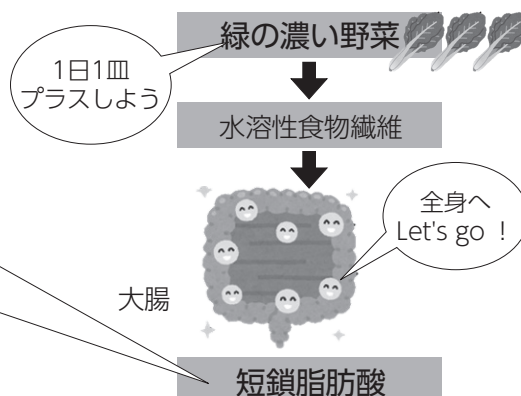 緑の濃い野菜
1日1皿
プラスしよう
水溶性食物繊維
全身へ
Let's go !
大腸
短鎖脂肪酸